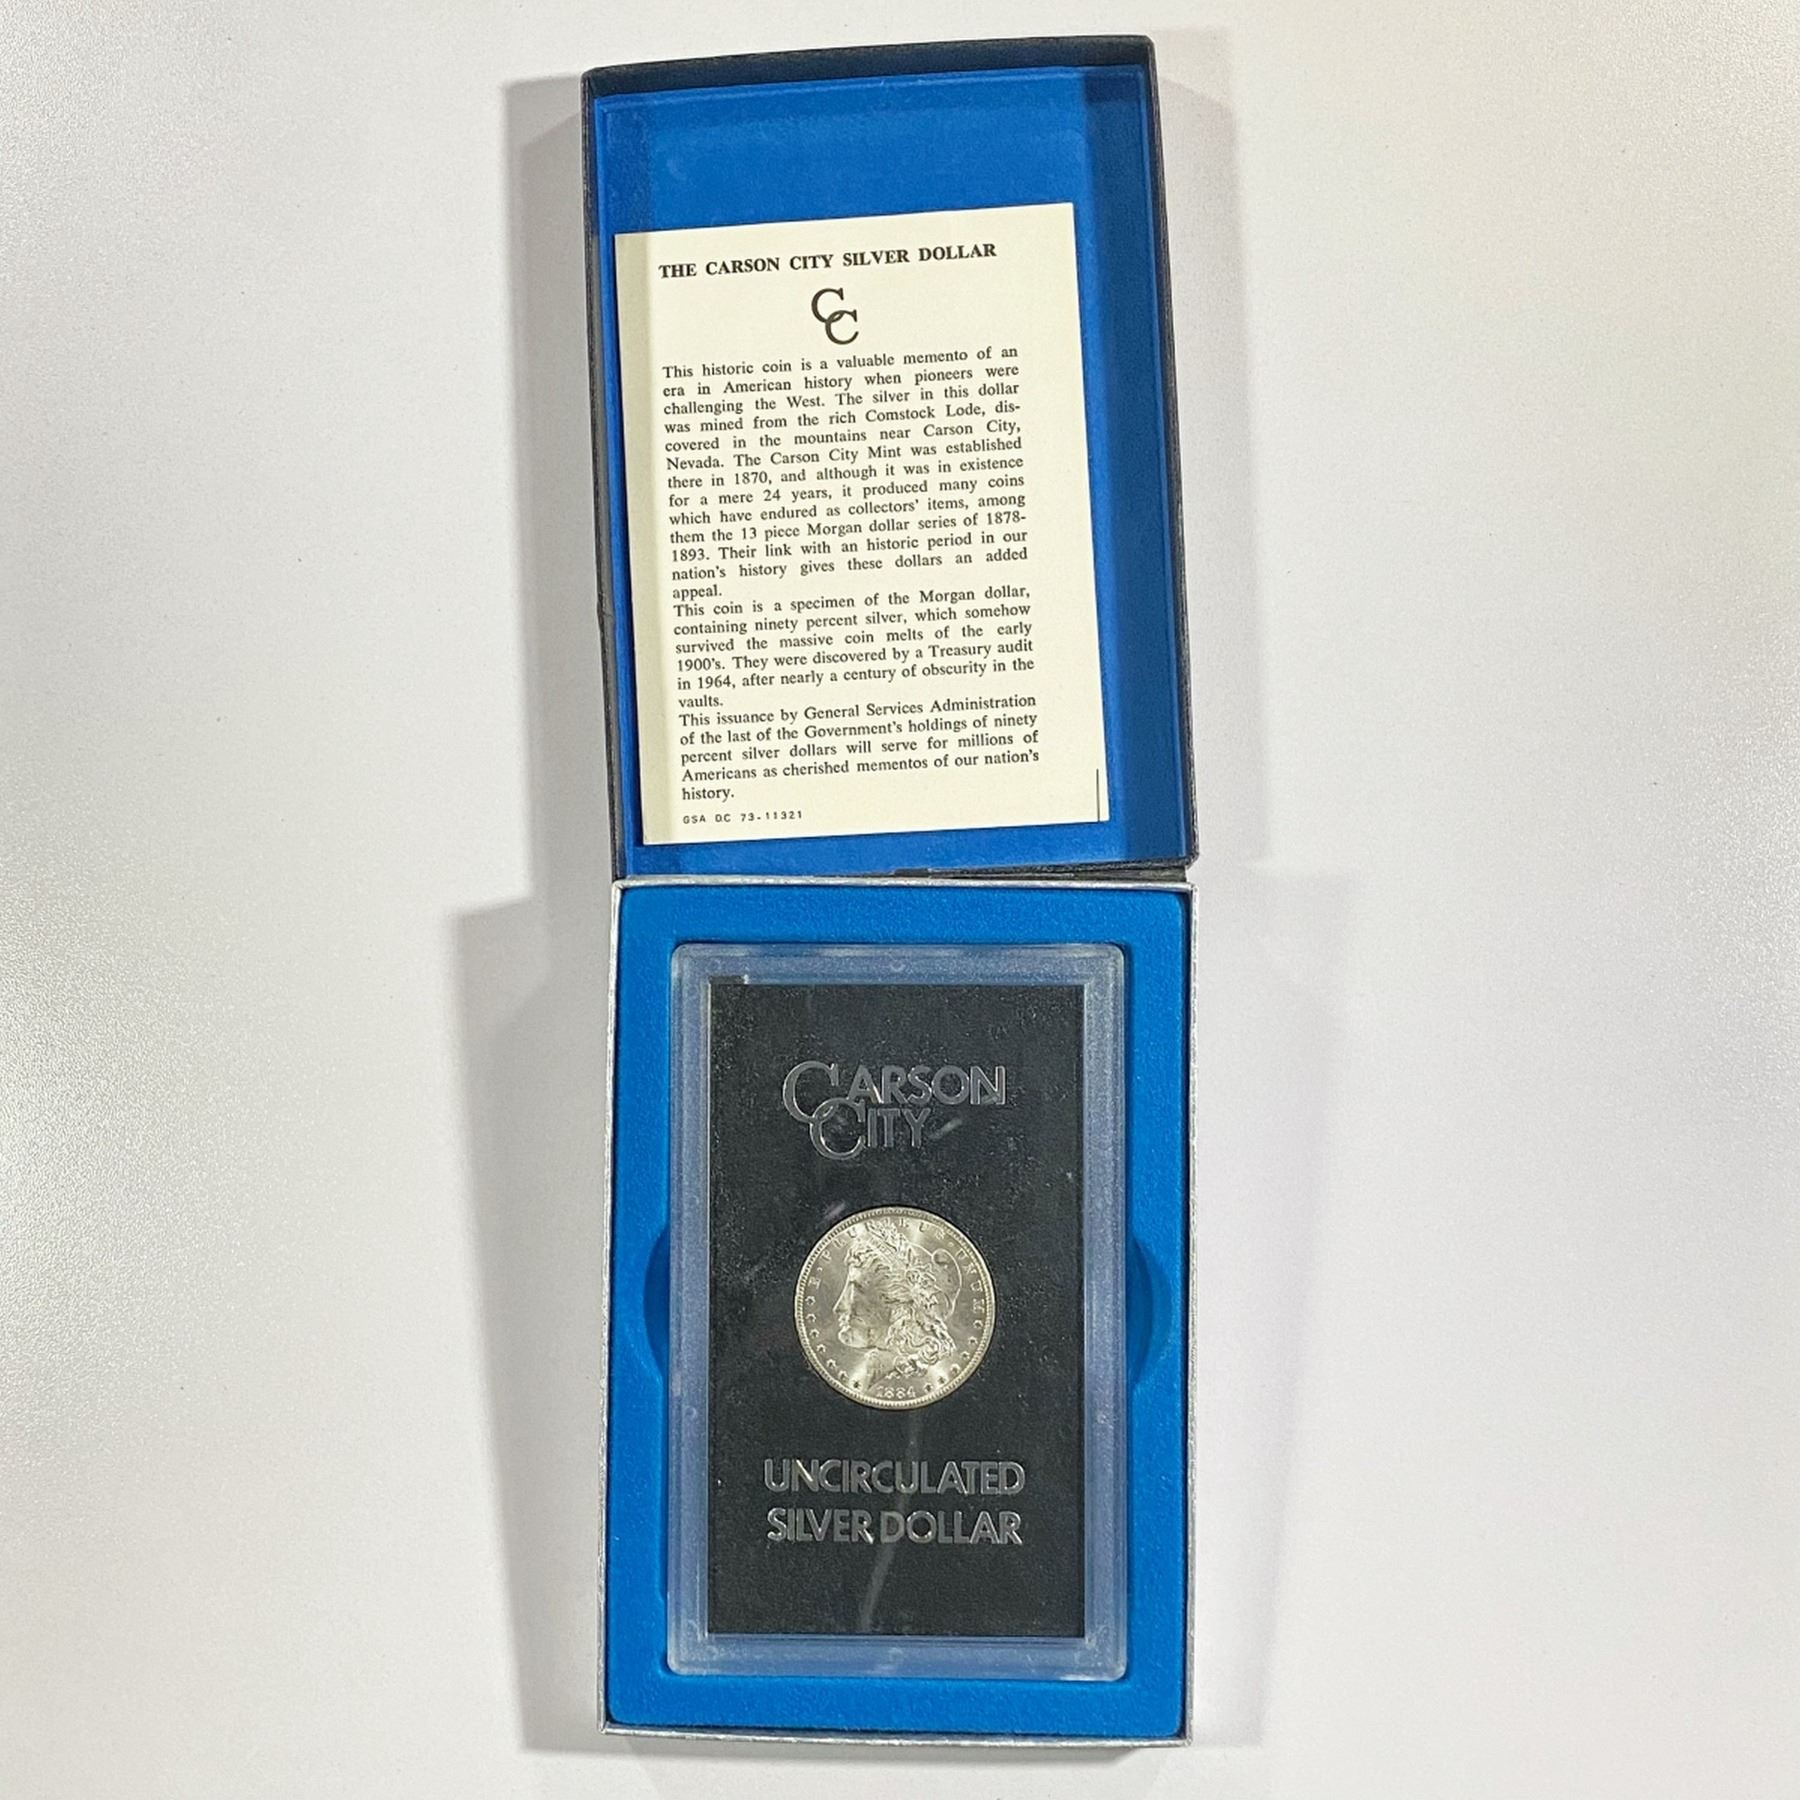 THE CARSON CITY SILVER DOLLAR
CC
This historic coin is a valuable memento of an
era in American history when pioneers were
challenging the West. The silver in this dollar
was mined from the rich Comstock Lode, dis-
covered in the mountains near Carson City,
Nevada. The Carson City Mint was established
there in 1870, and although it was in existence
for a mere 24 years, it produced many coins
which have endured as collectors' items, among
them the 13 piece Morgan dollar series of 1878-
1893. Their link with an historic period in our
nation's history gives these dollars an added
appeal.
This coin is a specimen of the Morgan dollar,
containing ninety percent silver, which somehow
survived the massive coin melts of the early
1900's. They were discovered by a Treasury audit
in 1964, after nearly a century of obscurity in the
vaults.
This issuance by General Services Administration
of the last of the Government's holdings of ninety
percent silver dollars will serve for millions of
Americans as cherished mementos of our nation's
history.
GSA DC 73-11321
CARSON
CITY
E·PLURIBUS·UNUM
1884
UNCIRCULATED
SILVER DOLLAR